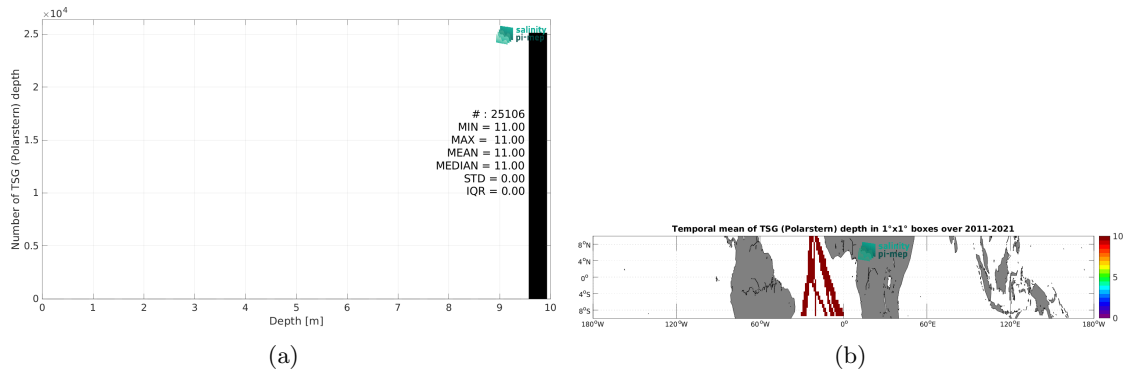 ×10⁴
2.5
2
1.5
1
0.5
0
Number of TSG (Polarstern) depth
salinity
pi-mep
# : 25106
MIN = 11.00
MAX = 11.00
MEAN = 11.00
MEDIAN = 11.00
STD = 0.00
IQR = 0.00
0 1 2 3 4 5 6 7 8 9 10
Depth [m]
(a)
Temporal mean of TSG (Polarstern) depth in 1°x1° boxes over 2011-2021
8°N
4°N
0°
4°S
8°S
salinity
pi-mep
180°W 120°W 60°W 0° 60°E 120°E 180°W
10
5
0
(b)